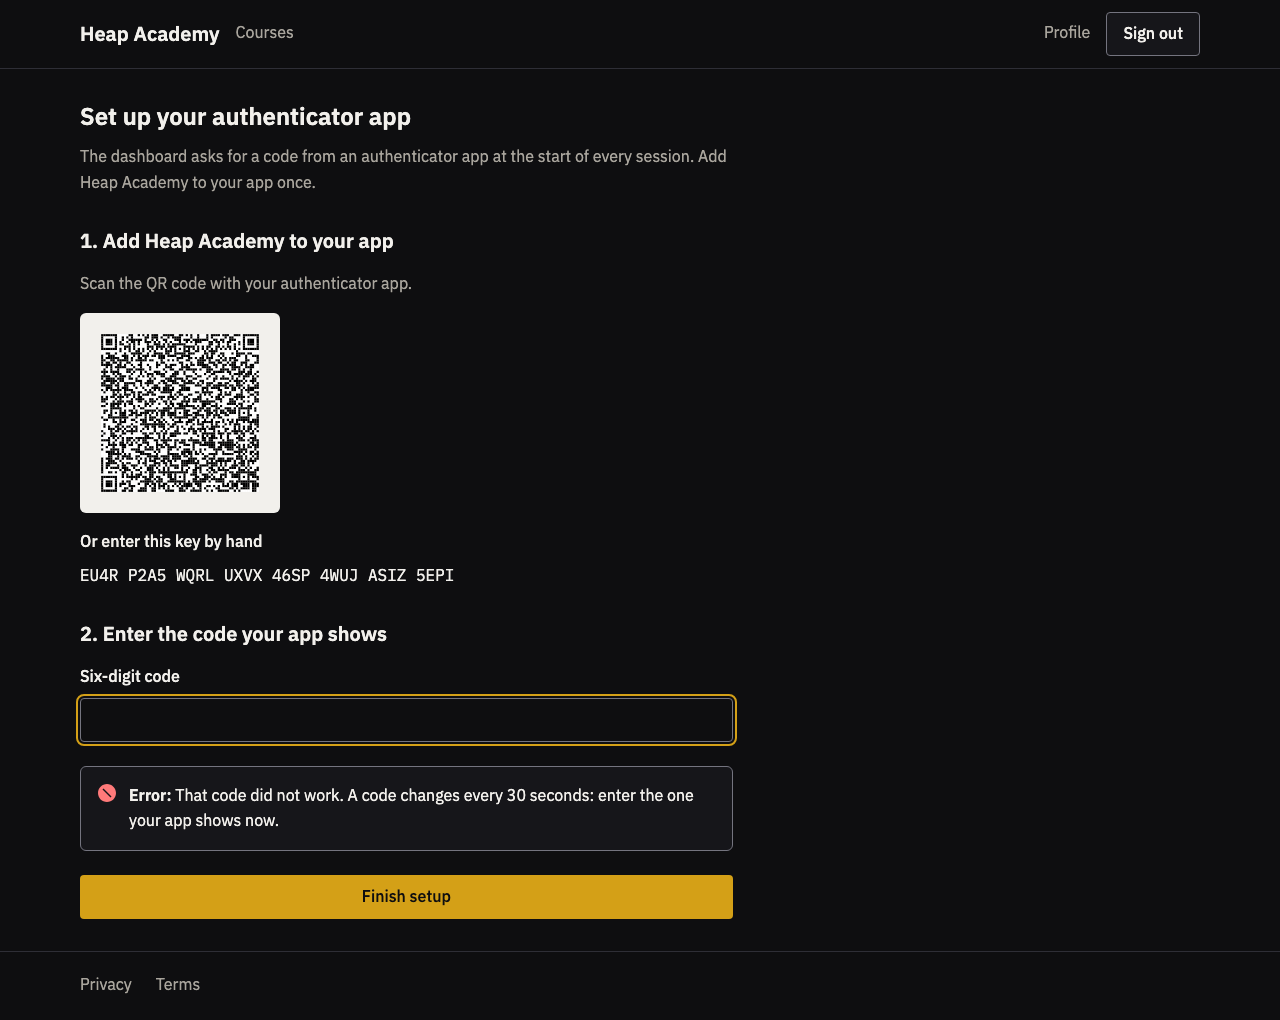 Heap Academy
Courses
Profile
Sign out
Set up your authenticator app
The dashboard asks for a code from an authenticator app at the start of every session. Add
Heap Academy to your app once.
1. Add Heap Academy to your app
Scan the QR code with your authenticator app.
Or enter this key by hand
EU4R P2A5 WQRL UXVX 46SP 4WUJ ASIZ 5EPI
2. Enter the code your app shows
Six-digit code
Error: That code did not work. A code changes every 30 seconds: enter the one
your app shows now.
Finish setup
Privacy
Terms